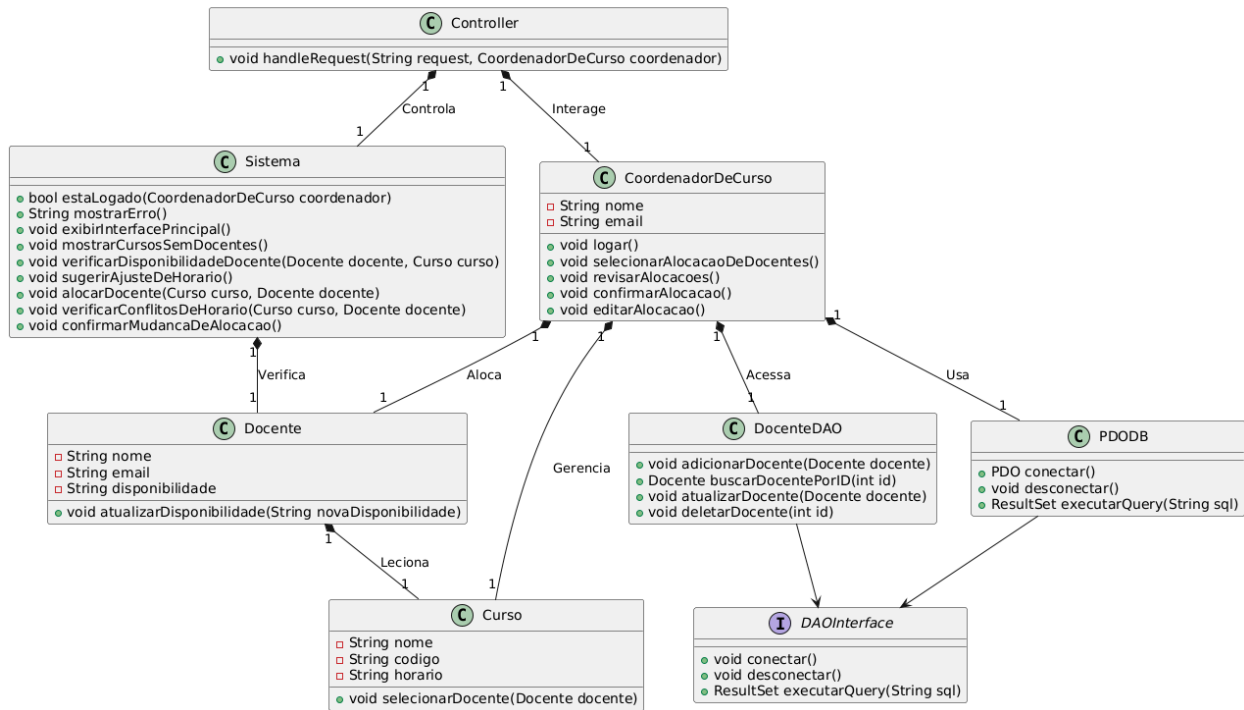 C Controller
void handleRequest(String request, CoordenadorDeCurso coordenador)
1
1
Controla
Interage
1
1
C Sistema
bool estaLogado(CoordenadorDeCurso coordenador)
String mostrarErro()
void exibirInterfacePrincipal()
void mostrarCursosSemDocentes()
void verificarDisponibilidadeDocente(Docente docente, Curso curso)
void sugerirAjusteDeHorario()
void alocarDocente(Curso curso, Docente docente)
void verificarConflitosDeHorario(Curso curso, Docente docente)
void confirmarMudancaDeAlocacao()
C CoordenadorDeCurso
String nome
String email
void logar()
void selecionarAlocacaoDeDocentes()
void revisarAlocacoes()
void confirmarAlocacao()
void editarAlocacao()
1
1
1
1
1
Verifica
Aloca
Acessa
Usa
1
1
1
1
C Docente
String nome
String email
String disponibilidade
void atualizarDisponibilidade(String novaDisponibilidade)
Gerencia
C DocenteDAO
void adicionarDocente(Docente docente)
Docente buscarDocentePorID(int id)
void atualizarDocente(Docente docente)
void deletarDocente(int id)
C PDODB
PDO conectar()
void desconectar()
ResultSet executarQuery(String sql)
1
Leciona
1
1
C Curso
String nome
String codigo
String horario
void selecionarDocente(Docente docente)
I DAOInterface
void conectar()
void desconectar()
ResultSet executarQuery(String sql)